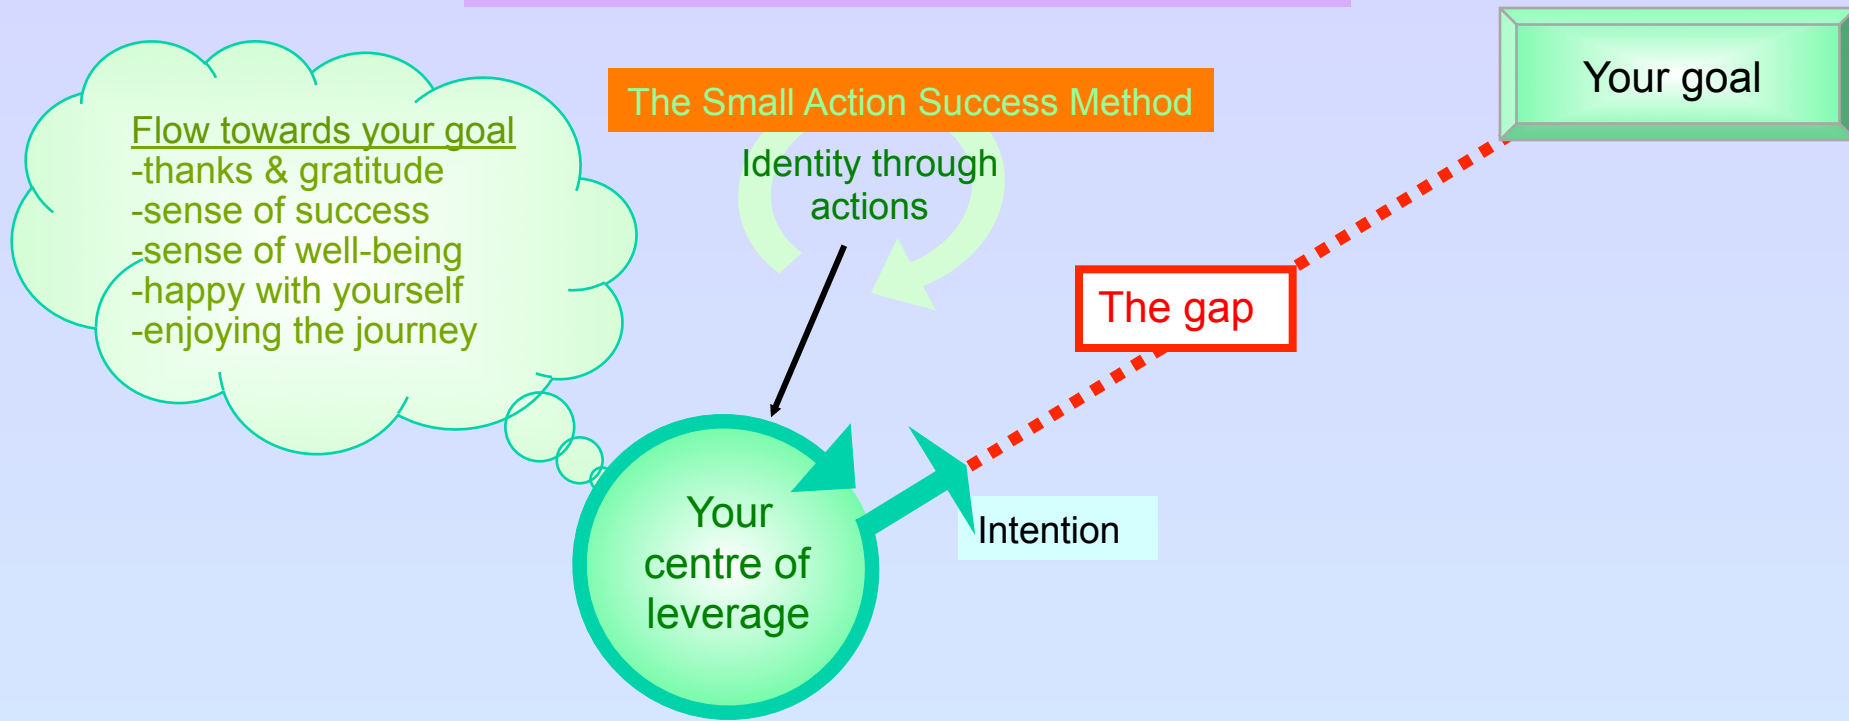 Your goal
The Small Action Success Method
Flow towards your goal
-thanks & gratitude
-sense of success
-sense of well-being
-happy with yourself
-enjoying the journey
Identity through
actions
The gap
Your
centre of
leverage
Intention